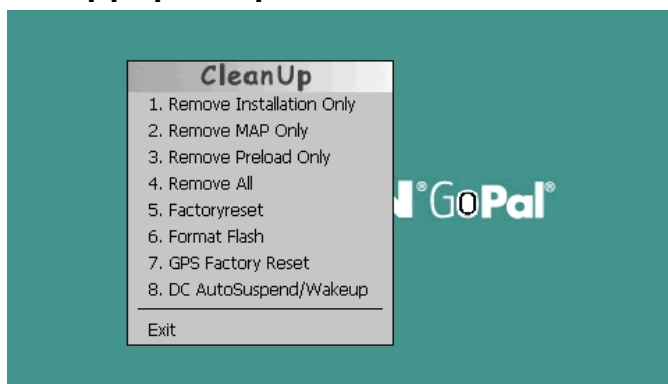 CleanUp
1. Remove Installation Only
2. Remove MAP Only
3. Remove Preload Only
4. Remove All
5. Factoryreset
6. Format Flash
7. GPS Factory Reset
8. DC AutoSuspend/Wakeup
Exit
N® GoPal®